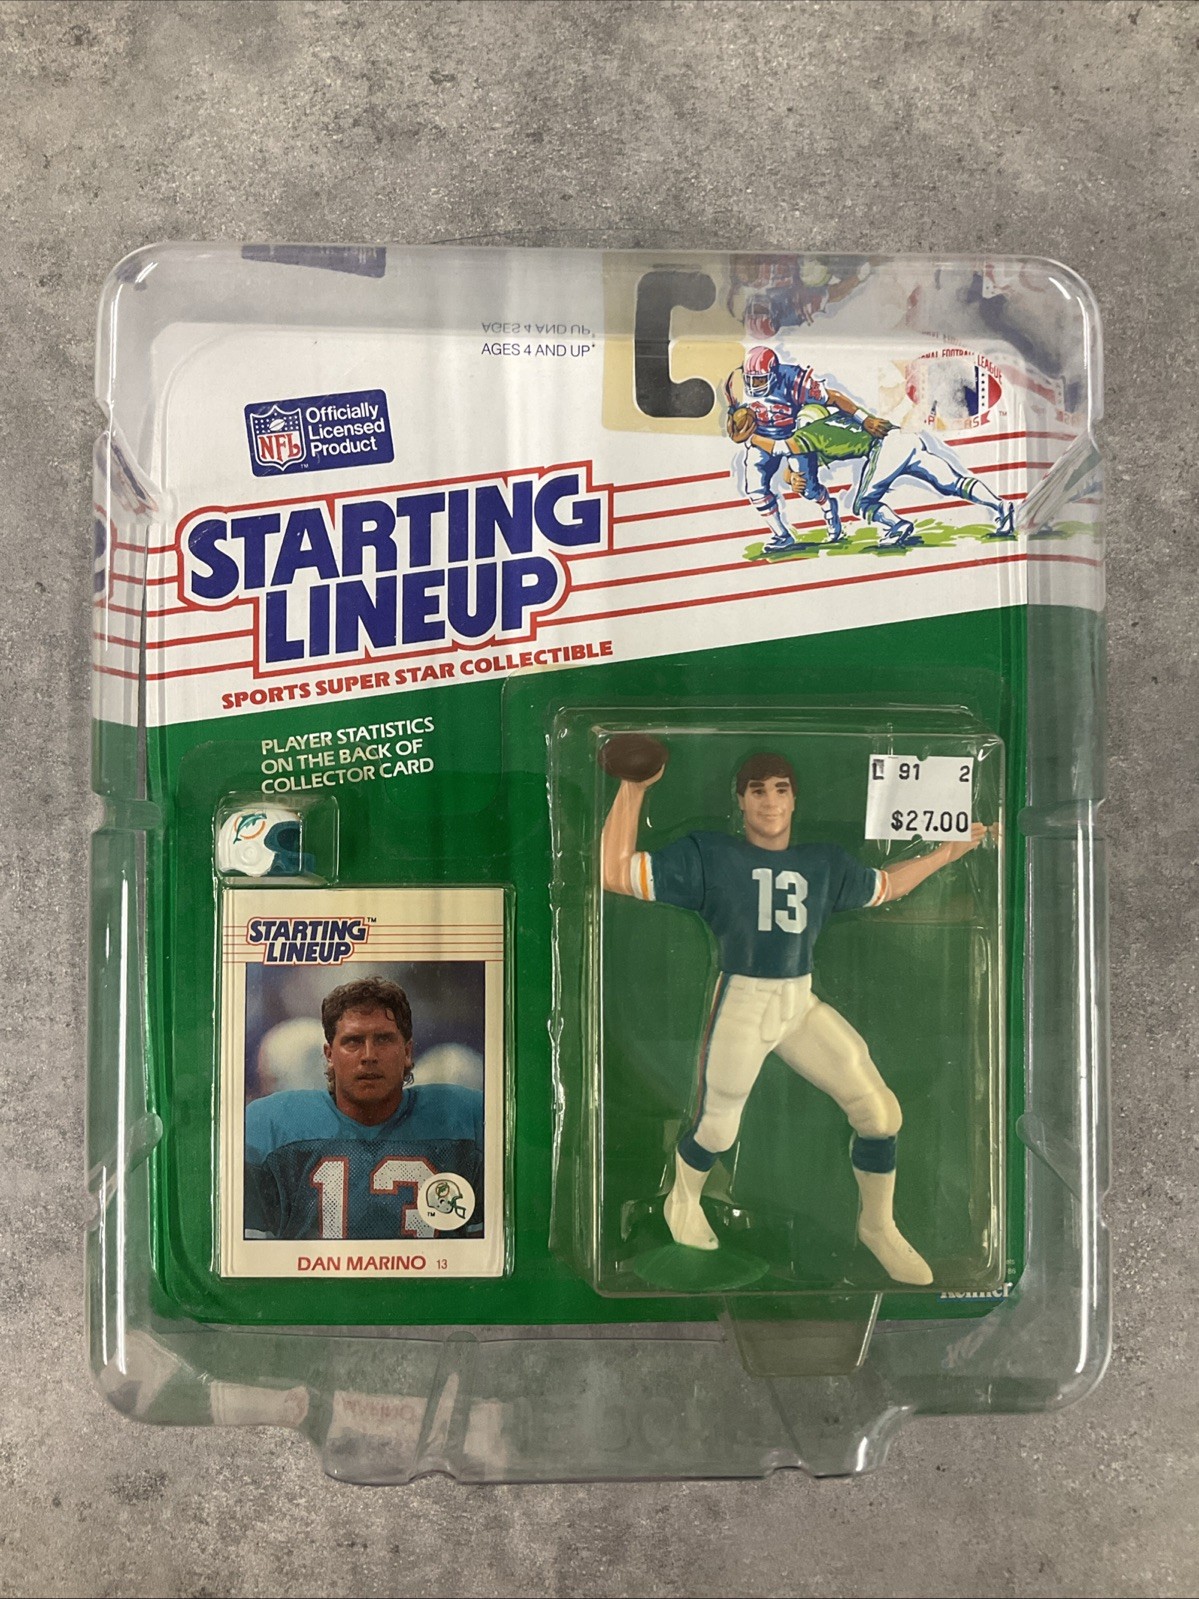 AGES 4 AND UP
AGES 4 AND UP
NFL
Officially
Licensed
Product
STARTING
LINEUP
SPORTS SUPER STAR COLLECTIBLE
PLAYER STATISTICS
ON THE BACK OF
COLLECTOR CARD
L 91 2
$27.00
13
STARTING
LINEUP
13
DAN MARINO 13
Kenner